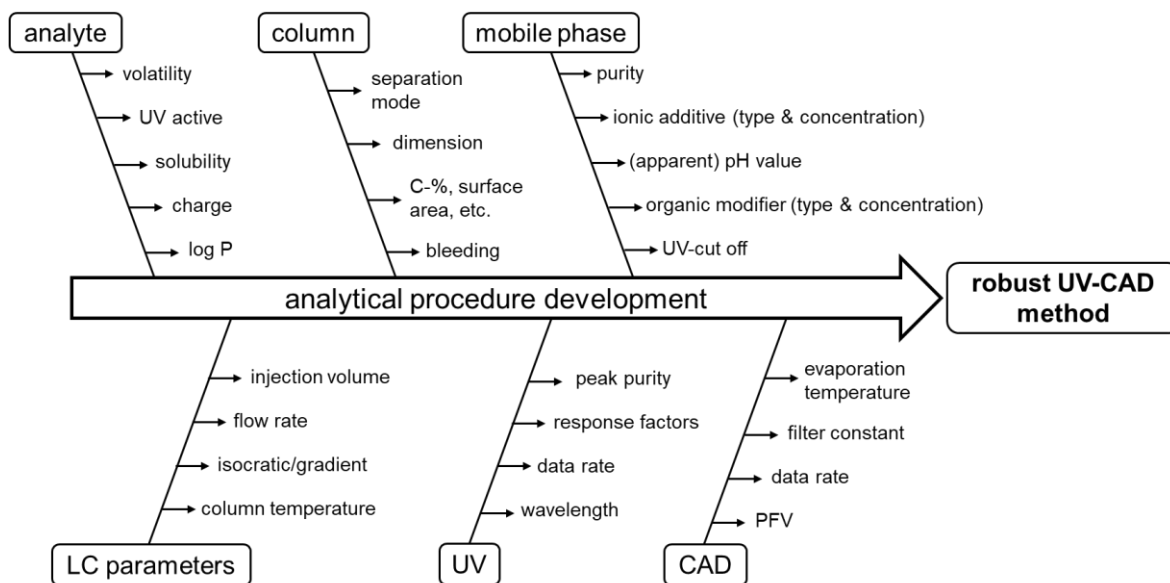 analyte
volatility
UV active
solubility
charge
log P
column
separation
mode
dimension
C-%, surface
area, etc.
bleeding
mobile phase
purity
ionic additive (type & concentration)
(apparent) pH value
organic modifier (type & concentration)
UV-cut off
analytical procedure development
robust UV-CAD
method
injection volume
flow rate
isocratic/gradient
column temperature
LC parameters
peak purity
response factors
data rate
wavelength
UV
evaporation
temperature
filter constant
data rate
PFV
CAD